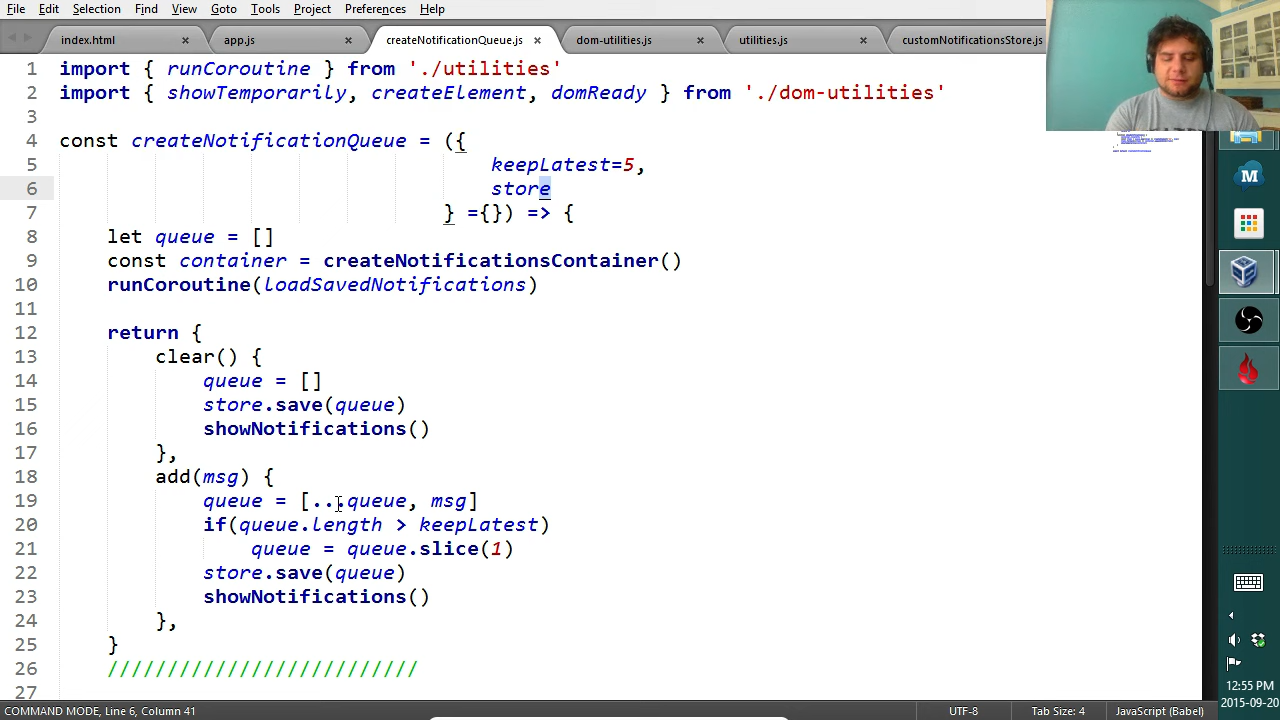 File Edit Selection Find View Goto Tools Project Preferences Help
index.html × app.js × createNotificationQueue.js × dom-utilities.js × utilities.js × customNotificationsStore.js
1 import { runCoroutine } from './utilities'
2 import { showTemporarily, createElement, domReady } from './dom-utilities'
3
4 const createNotificationQueue = ({
5 keepLatest=5,
6 store
7 } ={}) => {
8 let queue = []
9 const container = createNotificationsContainer()
10 runCoroutine(loadSavedNotifications)
11
12 return {
13 clear() {
14 queue = []
15 store.save(queue)
16 showNotifications()
17 },
18 add(msg) {
19 queue = [...queue, msg]
20 if(queue.length > keepLatest)
21 queue = queue.slice(1)
22 store.save(queue)
23 showNotifications()
24 },
25 }
26 //////////////////////////
27
M
12:55 PM
2015-09-20
COMMAND MODE, Line 6, Column 41 UTF-8 Tab Size: 4 JavaScript (Babel)